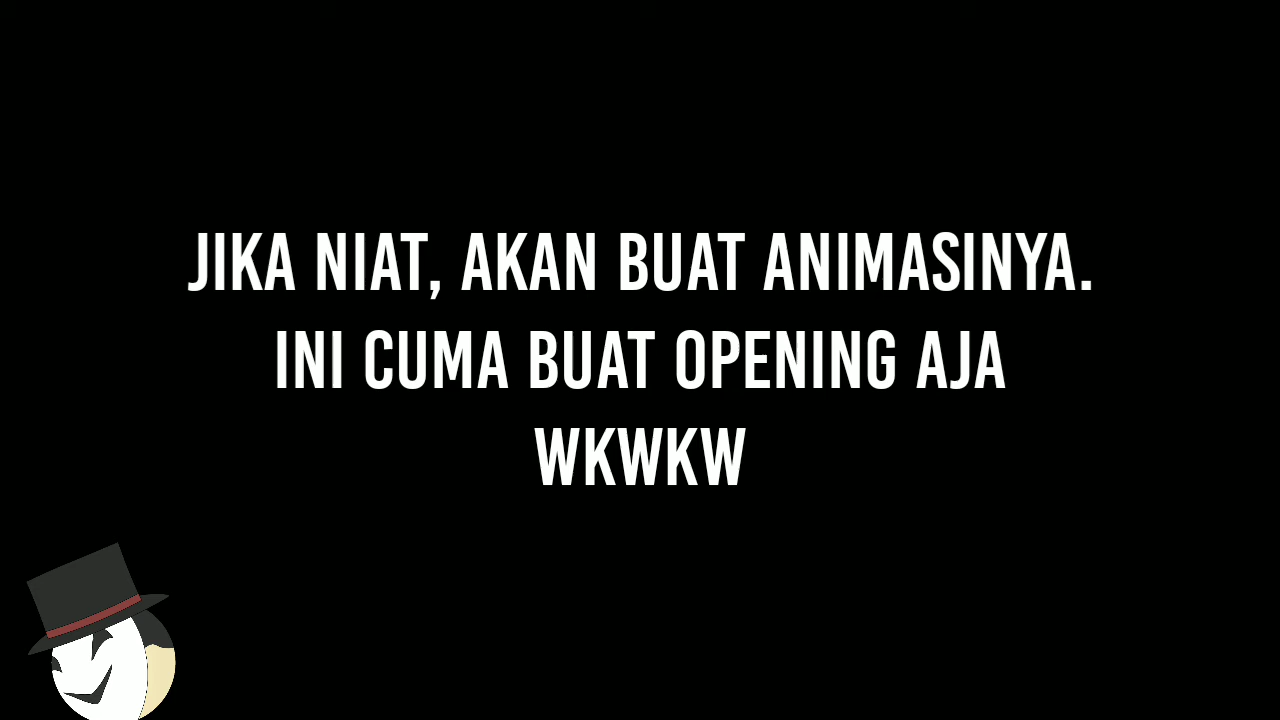 JIKA NIAT, AKAN BUAT ANIMASINYA.
INI CUMA BUAT OPENING AJA
WKWKW